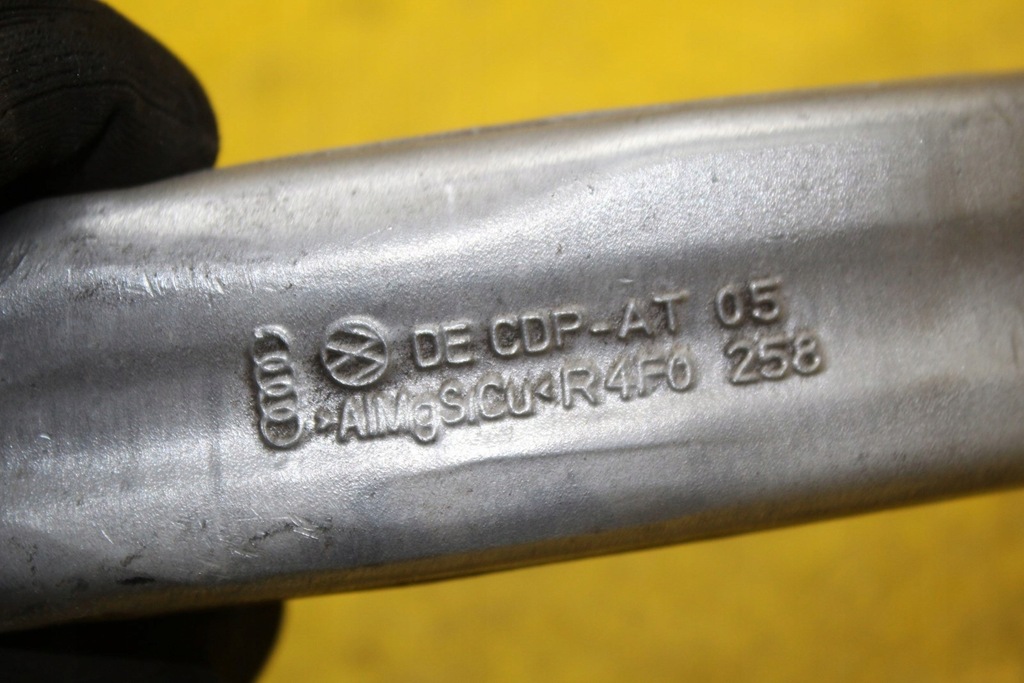 DE CDP-AT 05
>AlMgSiCu<R4F0 258